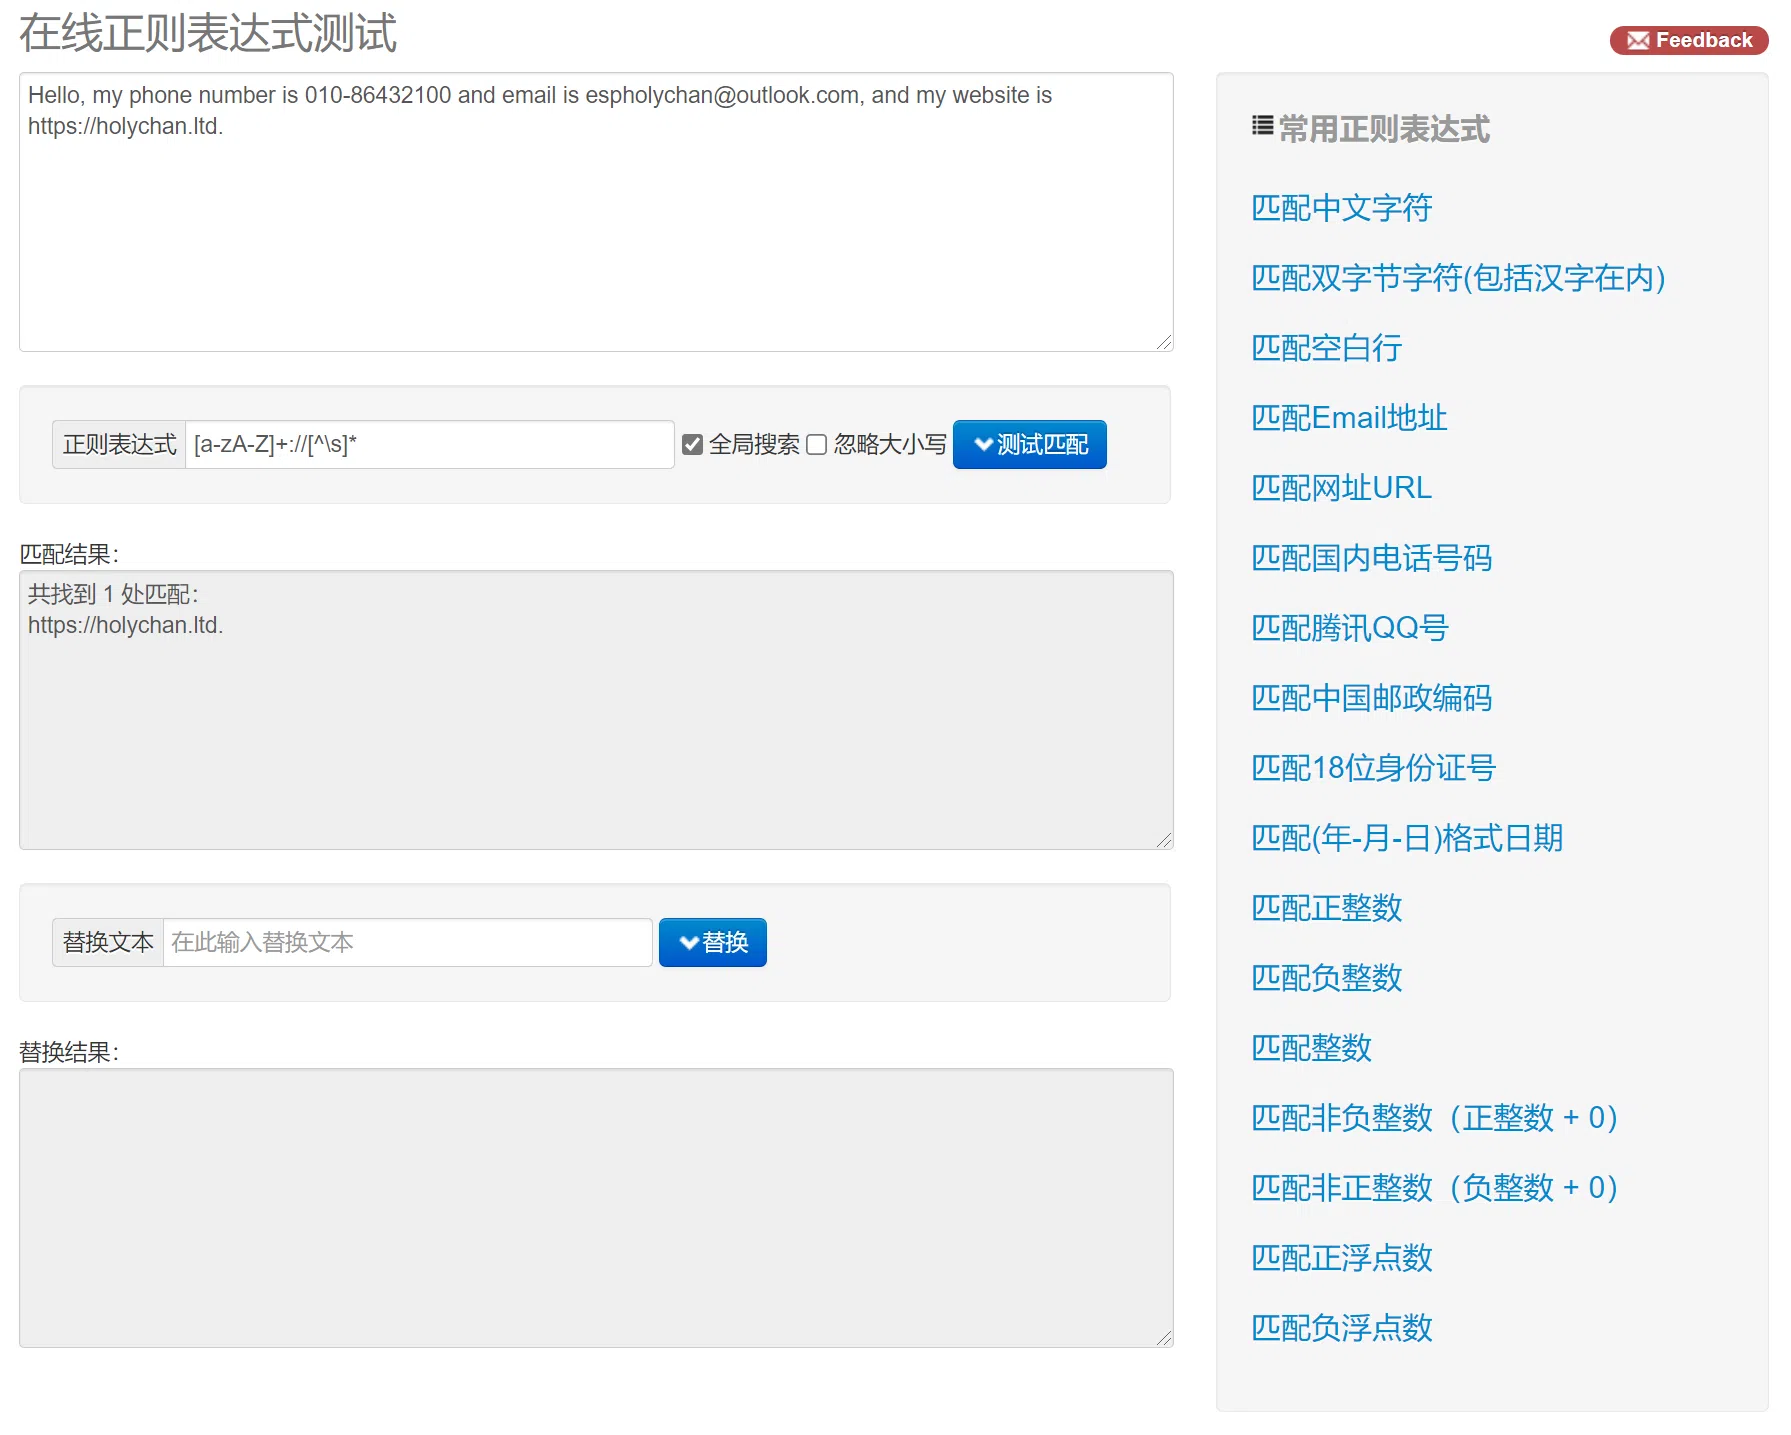 在线正则表达式测试
Feedback
Hello, my phone number is 010-86432100 and email is espholychan@outlook.com, and my website is
https://holychan.ltd.
正则表达式 [a-zA-Z]+://[^\s]* 全局搜索 忽略大小写 测试匹配
匹配结果：
共找到 1 处匹配：
https://holychan.ltd.
替换文本 在此输入替换文本 替换
替换结果：
常用正则表达式
匹配中文字符
匹配双字节字符(包括汉字在内)
匹配空白行
匹配Email地址
匹配网址URL
匹配国内电话号码
匹配腾讯QQ号
匹配中国邮政编码
匹配18位身份证号
匹配(年-月-日)格式日期
匹配正整数
匹配负整数
匹配整数
匹配非负整数（正整数 + 0）
匹配非正整数（负整数 + 0）
匹配正浮点数
匹配负浮点数